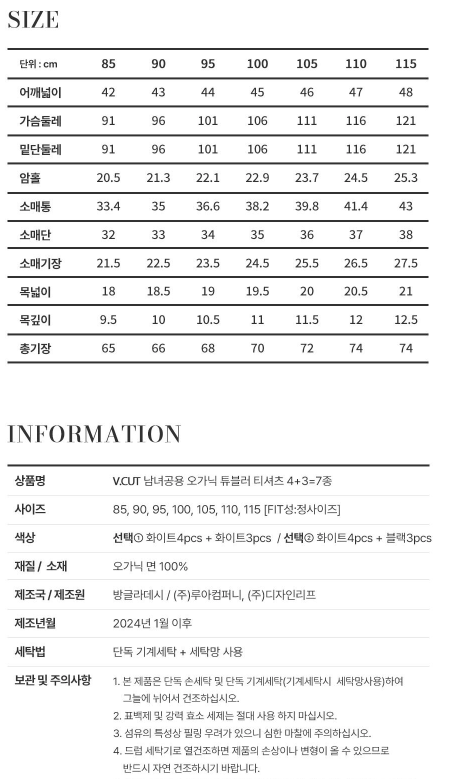 SIZE
단위 : cm 85 90 95 100 105 110 115
어깨넓이 42 43 44 45 46 47 48
가슴둘레 91 96 101 106 111 116 121
밑단둘레 91 96 101 106 111 116 121
암홀 20.5 21.3 22.1 22.9 23.7 24.5 25.3
소매통 33.4 35 36.6 38.2 39.8 41.4 43
소매단 32 33 34 35 36 37 38
소매기장 21.5 22.5 23.5 24.5 25.5 26.5 27.5
목넓이 18 18.5 19 19.5 20 20.5 21
목깊이 9.5 10 10.5 11 11.5 12 12.5
총기장 65 66 68 70 72 74 74
INFORMATION
상품명 V.CUT 남녀공용 오가닉 튜블러 티셔츠 4+3=7종
사이즈 85, 90, 95, 100, 105, 110, 115 [FIT성:정사이즈]
색상 선택① 화이트4pcs + 화이트3pcs / 선택② 화이트4pcs + 블랙3pcs
재질 / 소재 오가닉 면 100%
제조국 / 제조원 방글라데시 / (주)루아컴퍼니, (주)디자인리프
제조년월 2024년 1월 이후
세탁법 단독 기계세탁 + 세탁망 사용
보관 및 주의사항 1. 본 제품은 단독 손세탁 및 단독 기계세탁(기계세탁시 세탁망사용)하여
그늘에 뉘어서 건조하십시오.
2. 표백제 및 강력 효소 세제는 절대 사용 하지 마십시오.
3. 섬유의 특성상 필링 우려가 있으니 심한 마찰에 주의하십시오.
4. 드럼 세탁기로 열건조하면 제품의 손상이나 변형이 올 수 있으므로
반드시 자연 건조하시기 바랍니다.